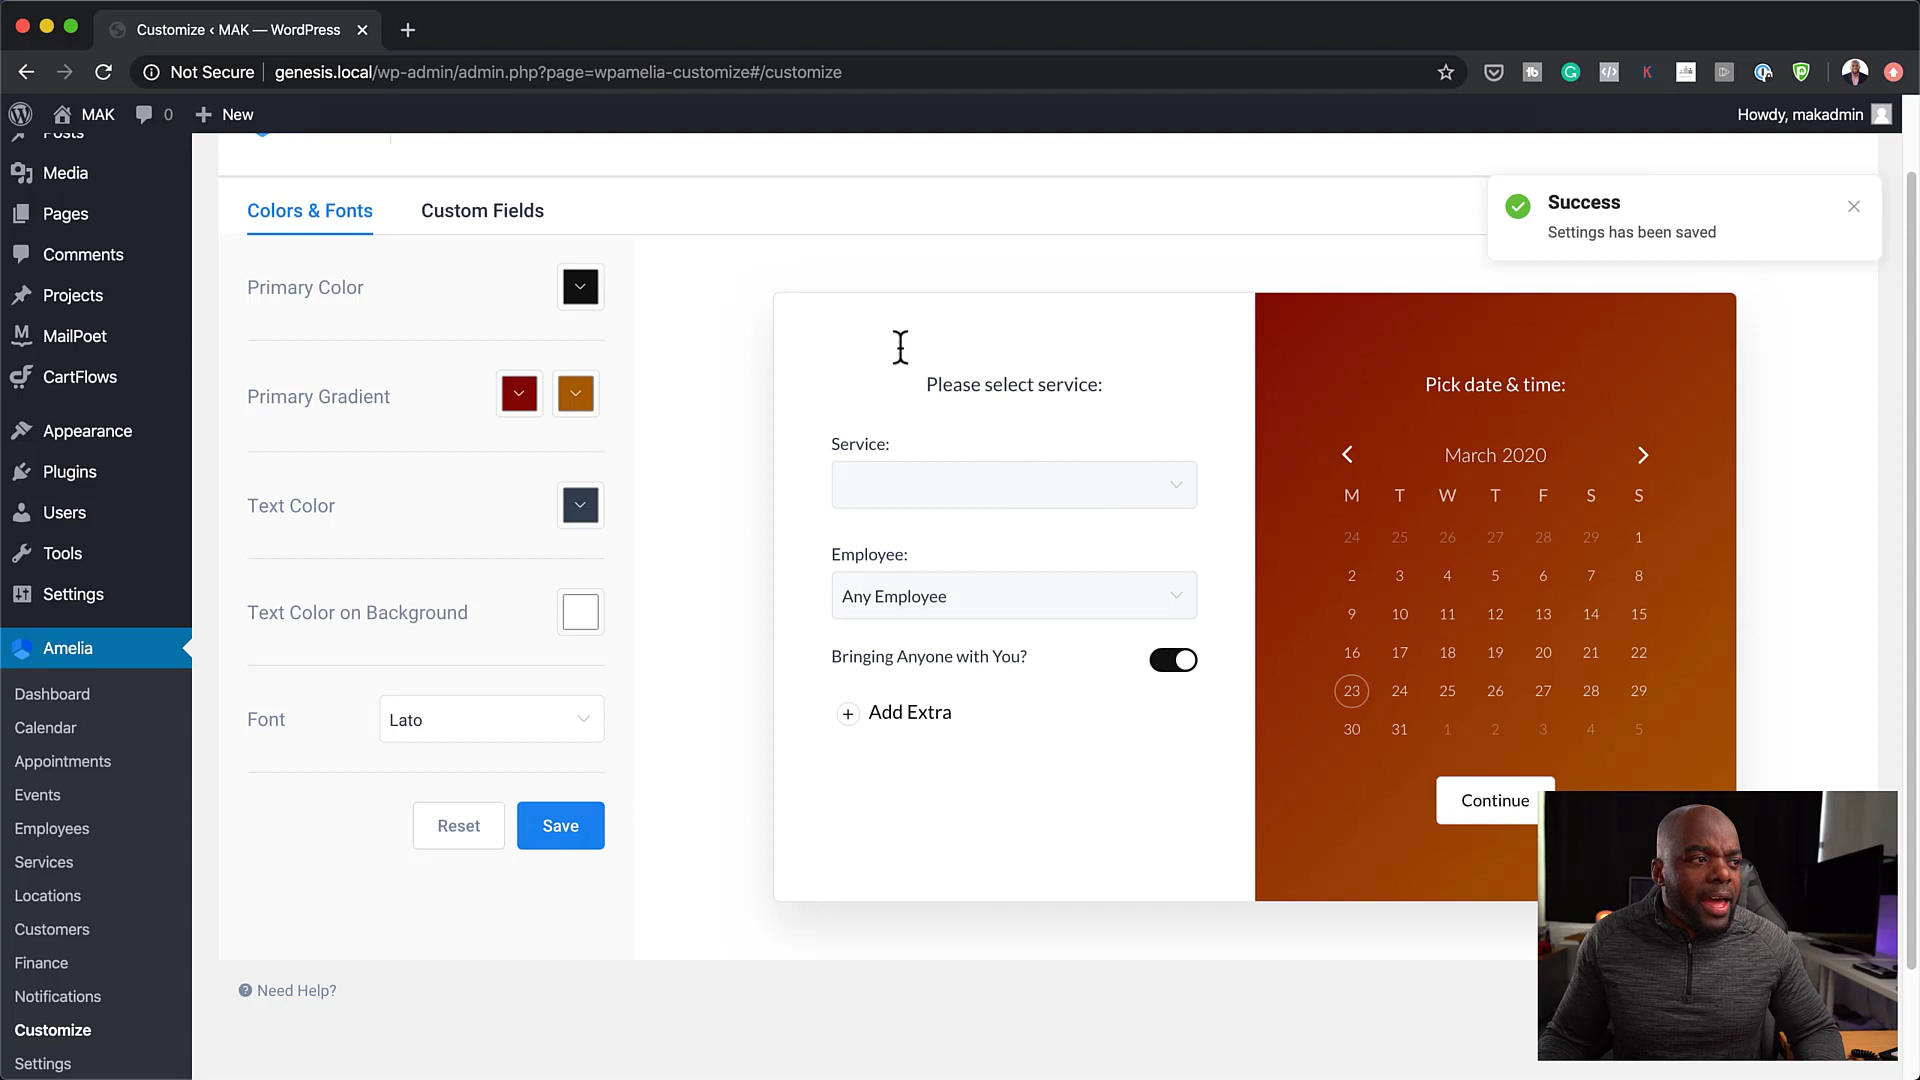 Customize ‹ MAK — WordPress
Not Secure
genesis.local/wp-admin/admin.php?page=wpamelia-customize#/customize
MAK
0
New
Howdy, makadmin
Posts
Media
Pages
Comments
Projects
MailPoet
CartFlows
Appearance
Plugins
Users
Tools
Settings
Amelia
Dashboard
Calendar
Appointments
Events
Employees
Services
Locations
Customers
Finance
Notifications
Customize
Settings
Colors & Fonts
Custom Fields
Success
Settings has been saved
Primary Color
Primary Gradient
Text Color
Text Color on Background
Font
Lato
Reset
Save
Please select service:
Service:
Employee:
Any Employee
Bringing Anyone with You?
Add Extra
Pick date & time:
March 2020
M T W T F S S
24 25 26 27 28 29 1
2 3 4 5 6 7 8
9 10 11 12 13 14 15
16 17 18 19 20 21 22
23 24 25 26 27 28 29
30 31 1 2 3 4 5
Continue
Need Help?